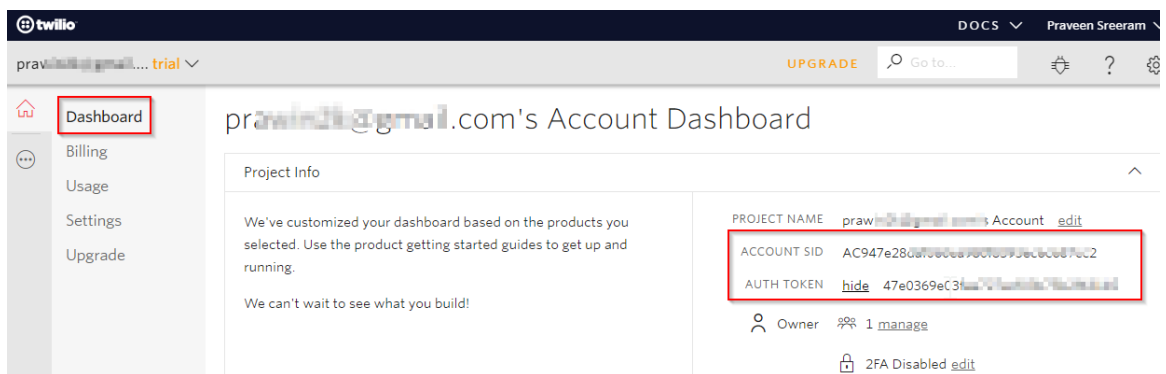 twilio
DOCS Praveen Sreeram
trial
UPGRADE Go to...
Dashboard
Billing
Usage
Settings
Upgrade
.com's Account Dashboard
Project Info
We've customized your dashboard based on the products you
selected. Use the product getting started guides to get up and
running.
We can't wait to see what you build!
PROJECT NAME Account edit
ACCOUNT SID
AUTH TOKEN hide
Owner 1 manage
2FA Disabled edit